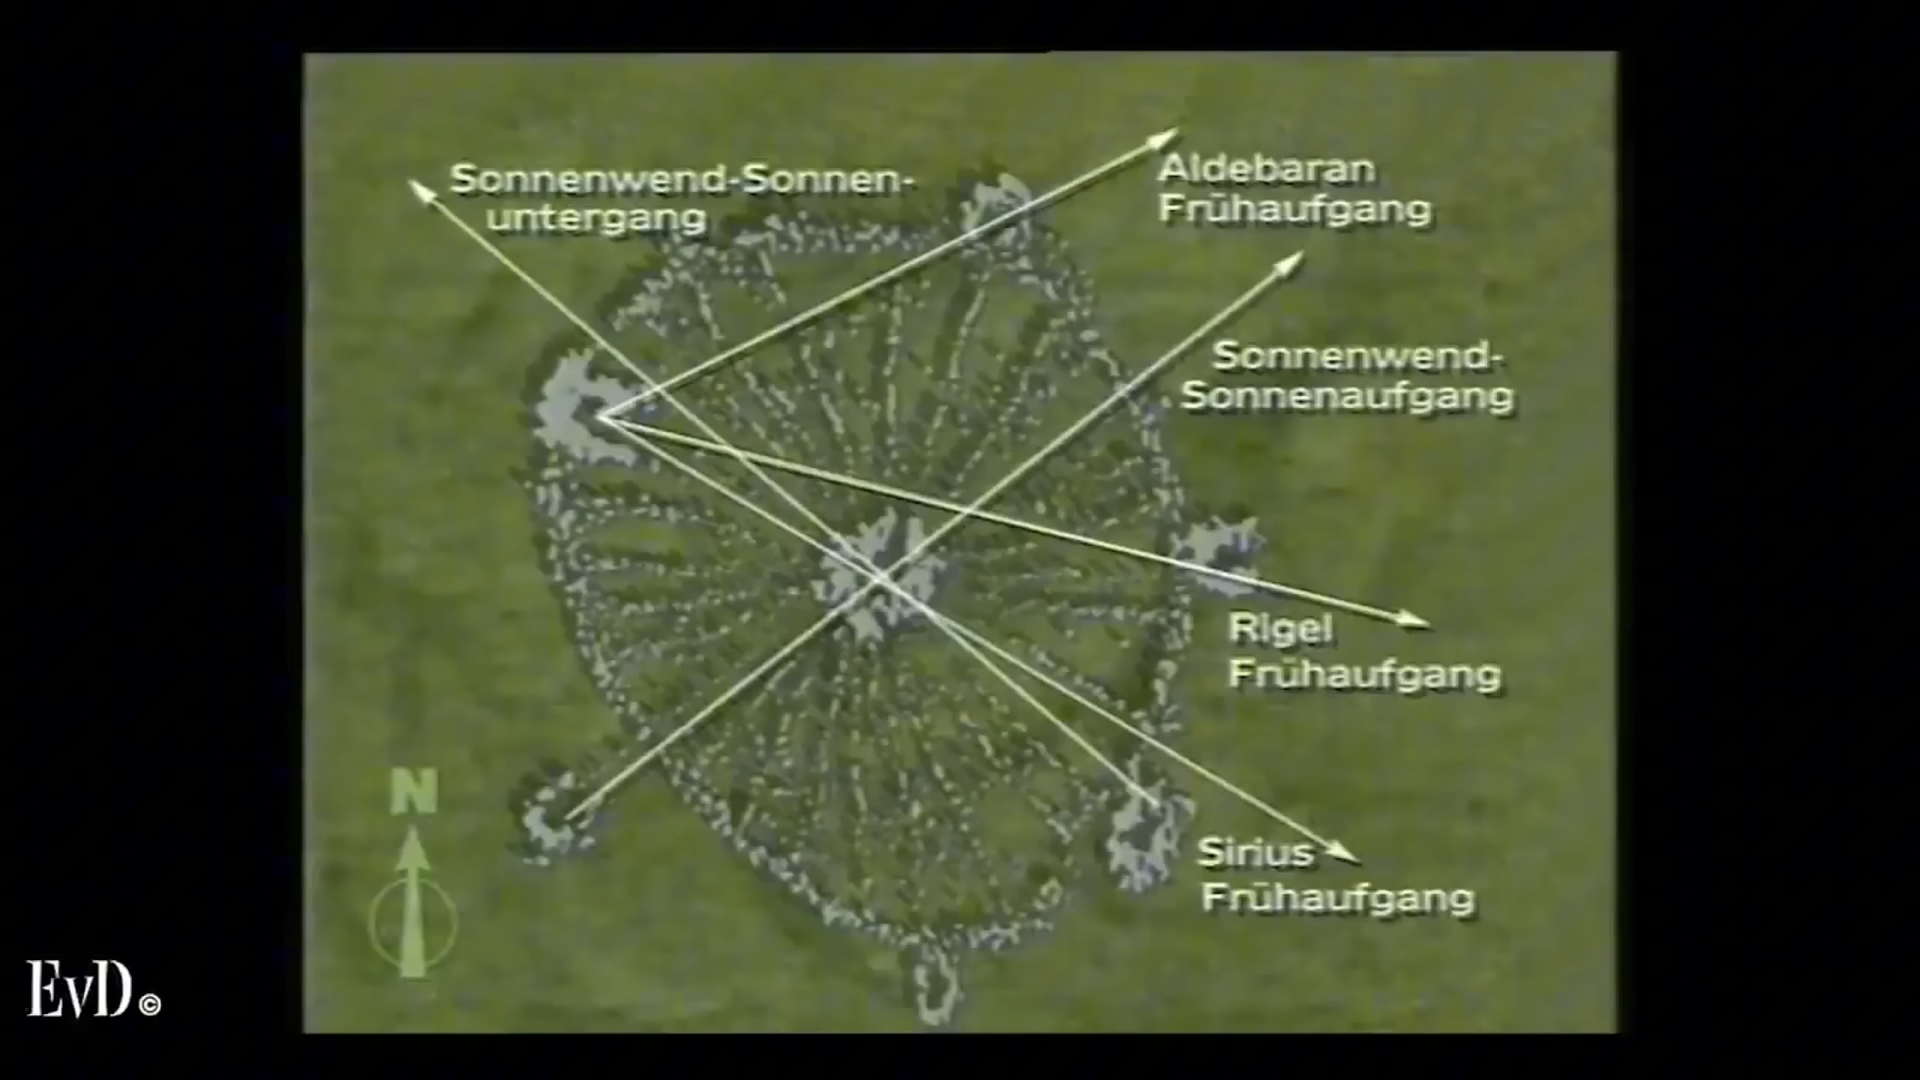 Sonnenwend-Sonnen-
untergang
Aldebaran
Frühaufgang
Sonnenwend-
Sonnenaufgang
Rigel
Frühaufgang
Sirius
Frühaufgang
N
EvD©